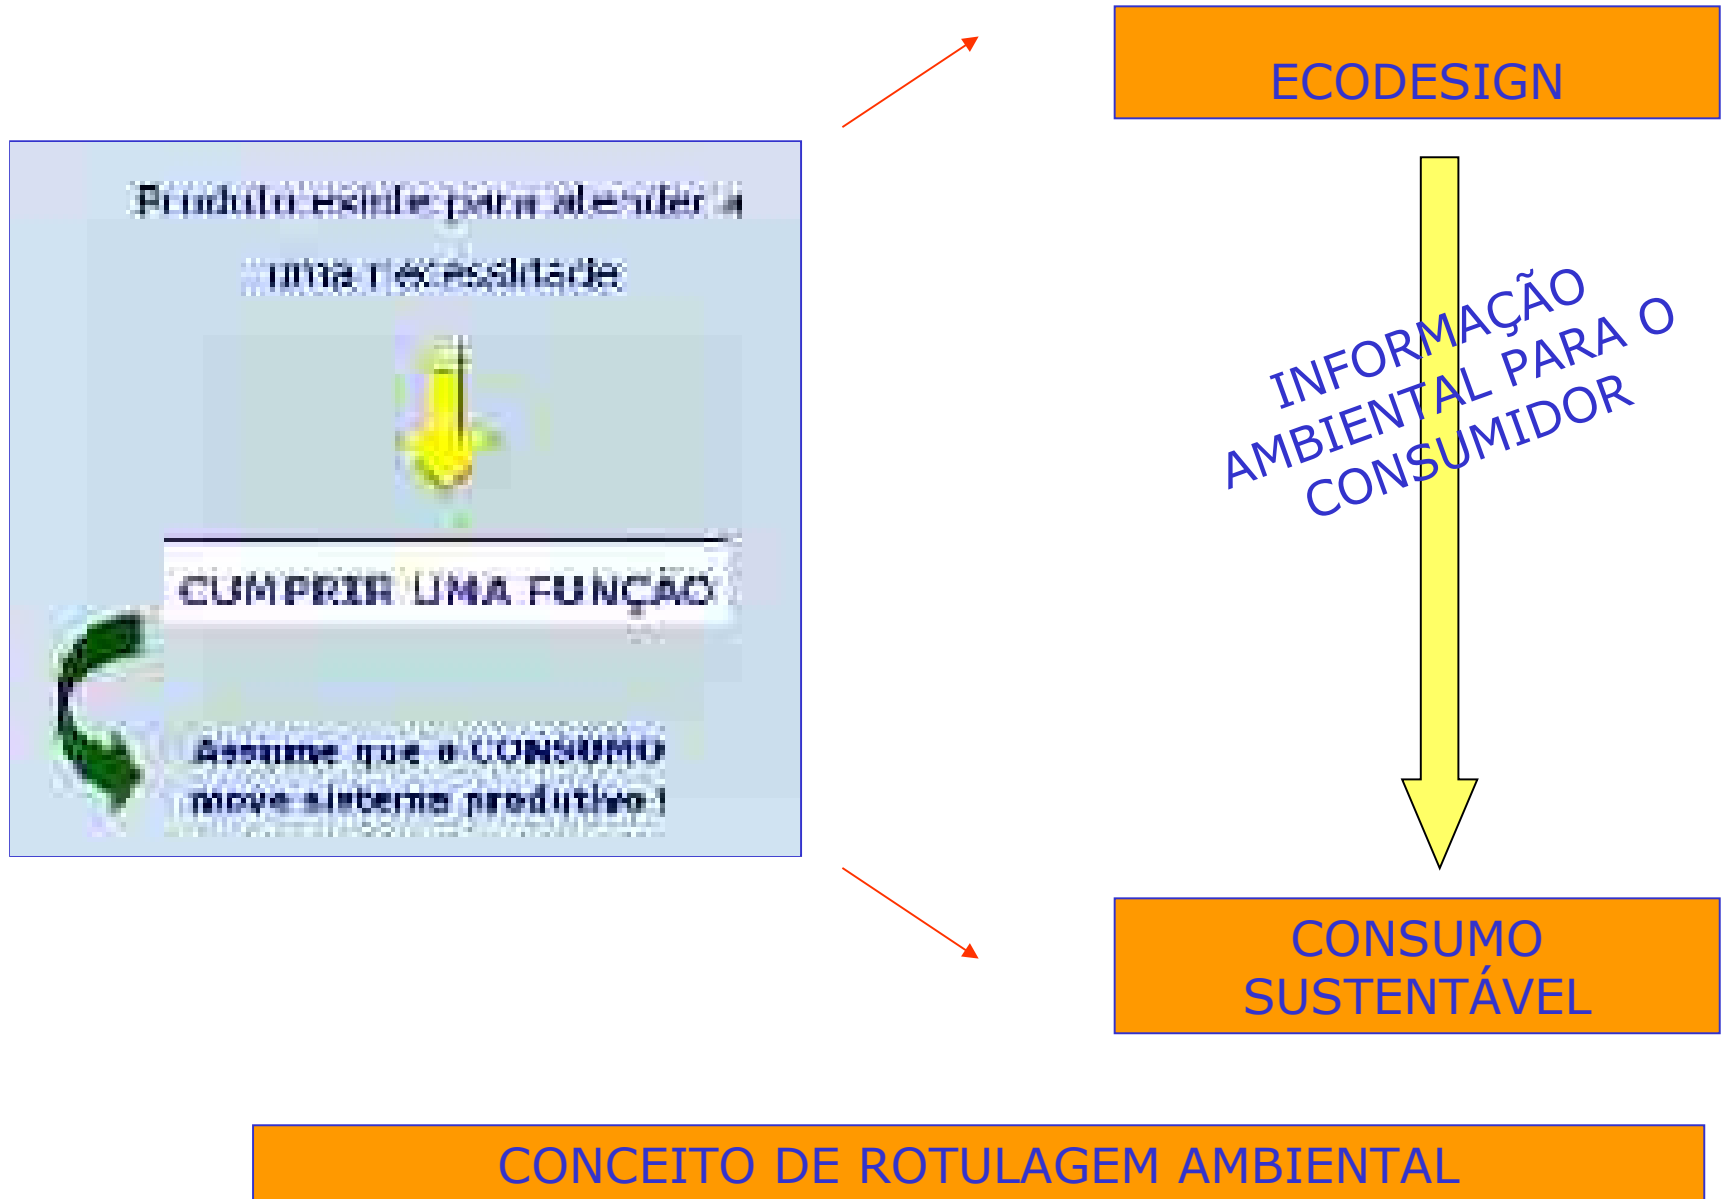 ECODESIGN
Produto existe para atender a
uma necessidade
CUMPRIR UMA FUNÇÃO
Assume que o CONSUMO
move sistema produtivo !
INFORMAÇÃO
AMBIENTAL PARA O
CONSUMIDOR
CONSUMO
SUSTENTÁVEL
CONCEITO DE ROTULAGEM AMBIENTAL